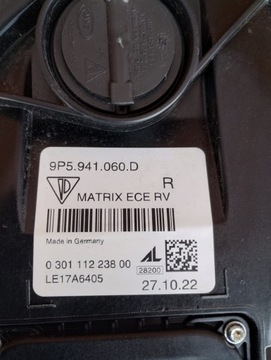 9P5.941.060.D
R
MATRIX ECE RV
Made in Germany
0 301 112 238 00
AL
28200
LE17A6405
27.10.22